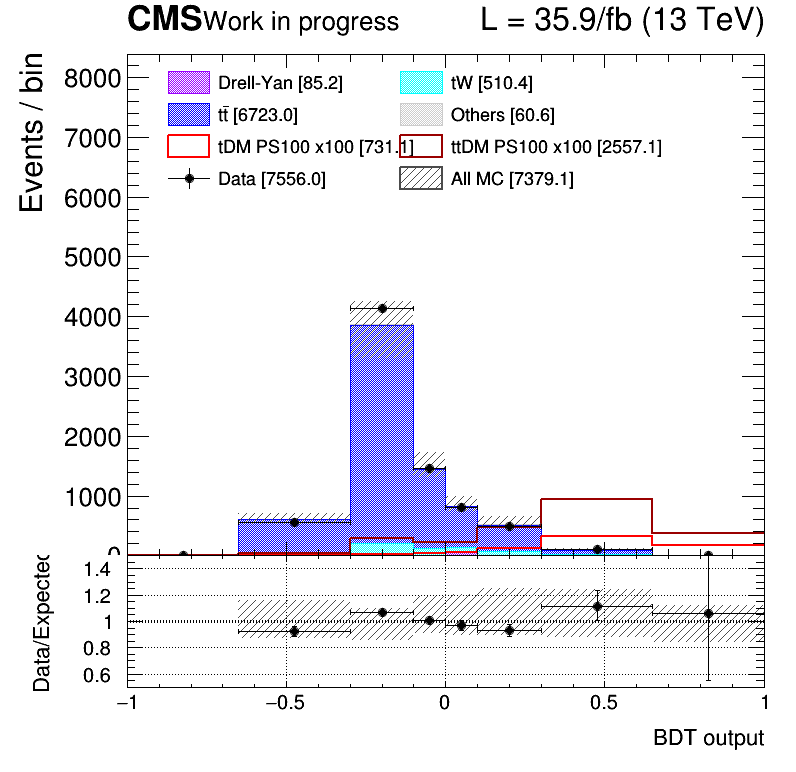 CMS Work in progress L = 35.9/fb (13 TeV)
Events / bin
8000
7000
6000
5000
4000
3000
2000
1000
0
Drell-Yan [85.2] tW [510.4]
tt̄ [6723.0] Others [60.6]
tDM PS100 x100 [731.1] ttDM PS100 x100 [2557.1]
Data [7556.0] All MC [7379.1]
Data/Expected
1.4
1.2
1
0.8
0.6
−1 −0.5 0 0.5 1
BDT output